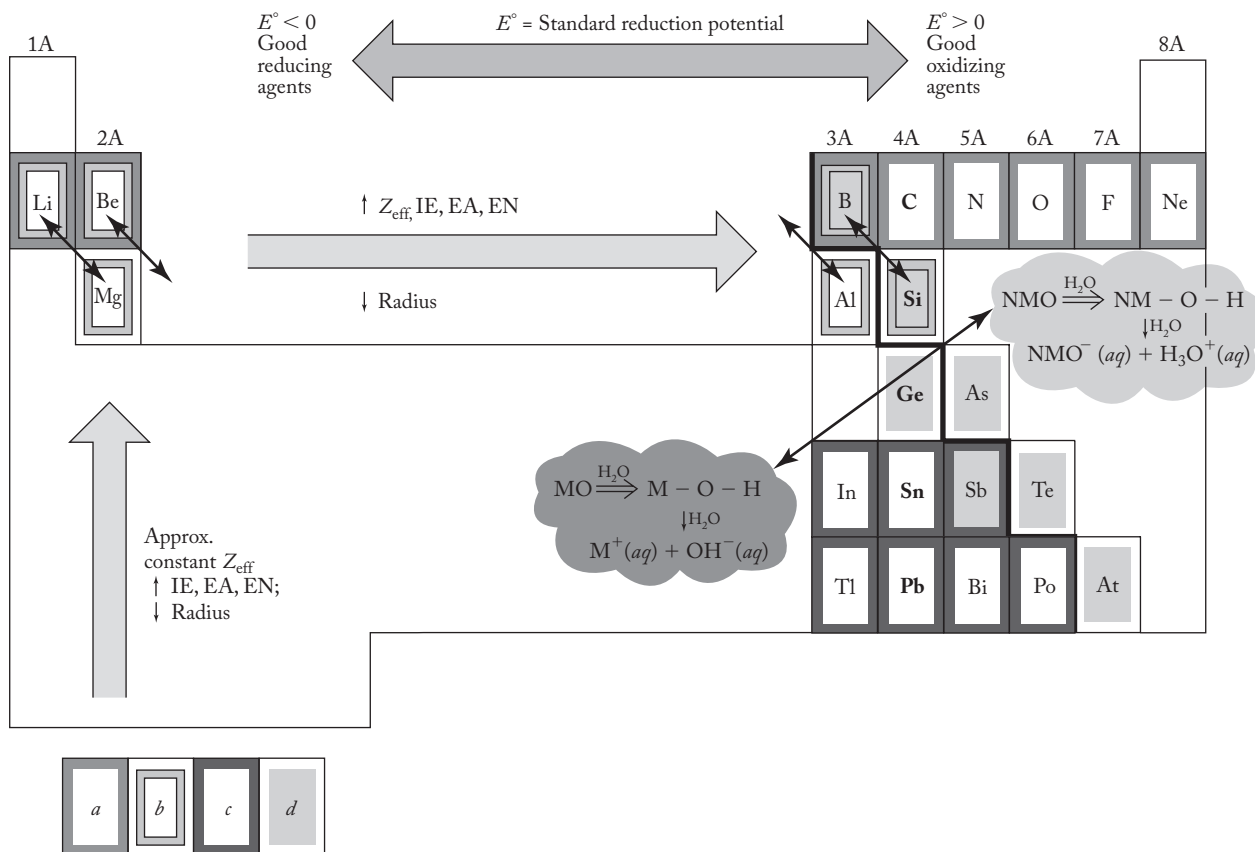 E° < 0
Good
reducing
agents
E° = Standard reduction potential
E° > 0
Good
oxidizing
agents
1A
8A
2A
3A 4A 5A 6A 7A
Li Be
B C N O F Ne
↑ Zeff, IE, EA, EN
Mg
↓ Radius
Al Si
NMO ⇒ NM – O – H
H₂O
↓H₂O
NMO⁻ (aq) + H₃O⁺ (aq)
Ge As
MO ⇒ M – O – H
H₂O
↓H₂O
M⁺(aq) + OH⁻(aq)
In Sn Sb Te
Approx.
constant Zeff
↑ IE, EA, EN;
↓ Radius
Tl Pb Bi Po At
a b c d